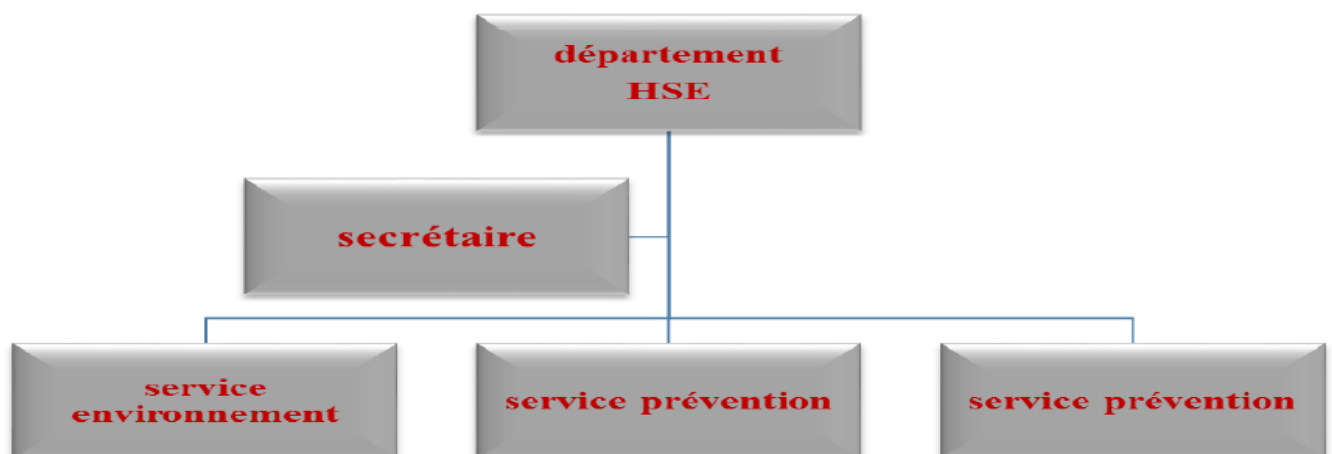 département
HSE
secrétaire
service
environnement
service prévention
service prévention